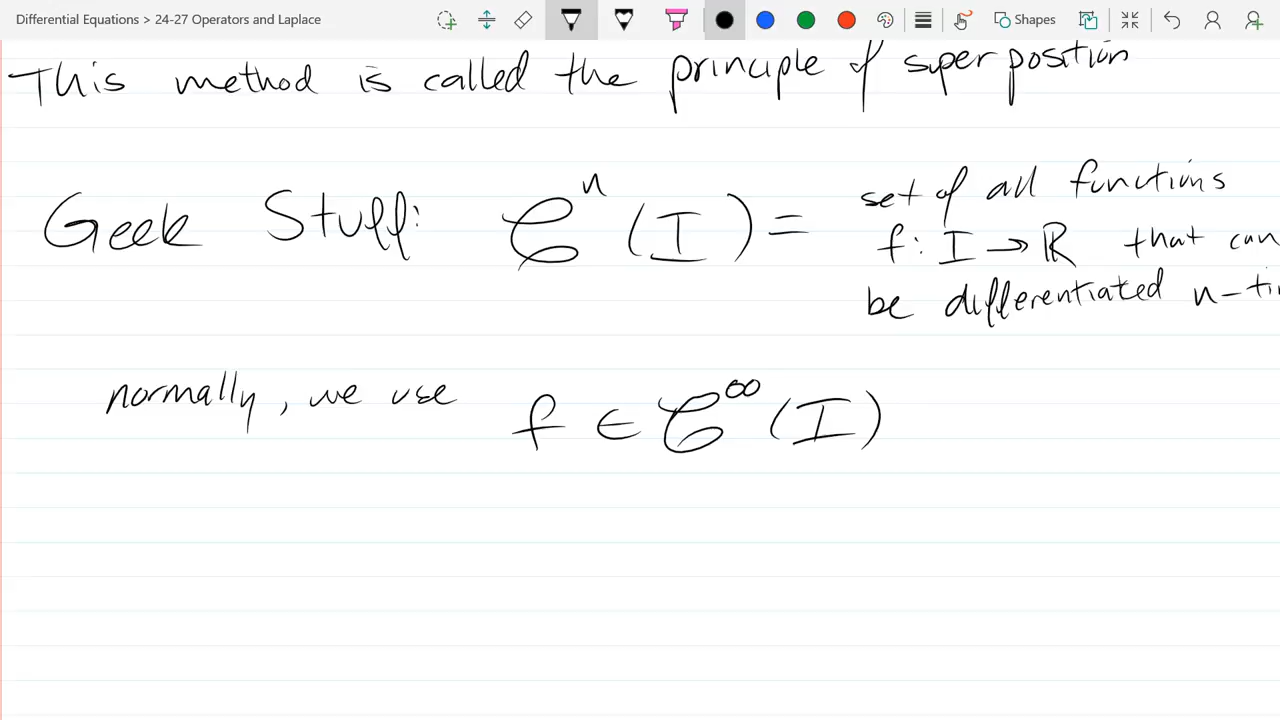 Differential Equations > 24-27 Operators and Laplace
Shapes
This method is called the principle of superposition
Geek Stuff: C^n (I) = set of all functions
f: I → ℝ that can
be differentiated n-ti
normally, we use f ∈ C^∞ (I)